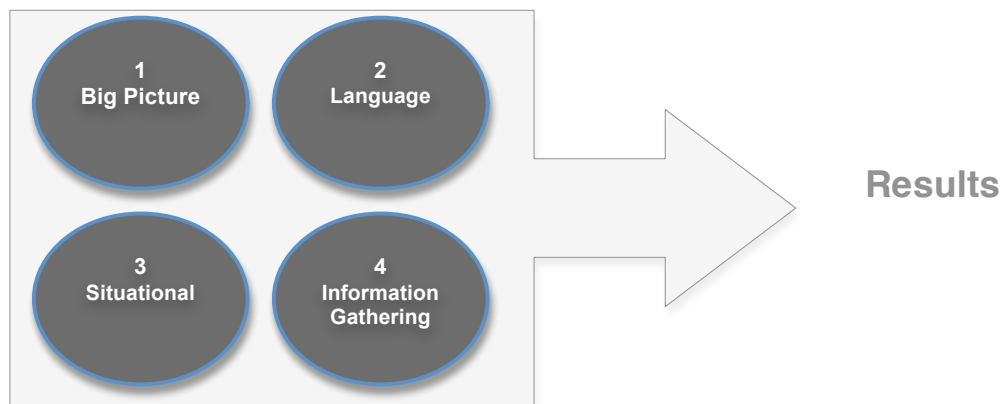 1
Big Picture
2
Language
3
Situational
4
Information
Gathering
Results